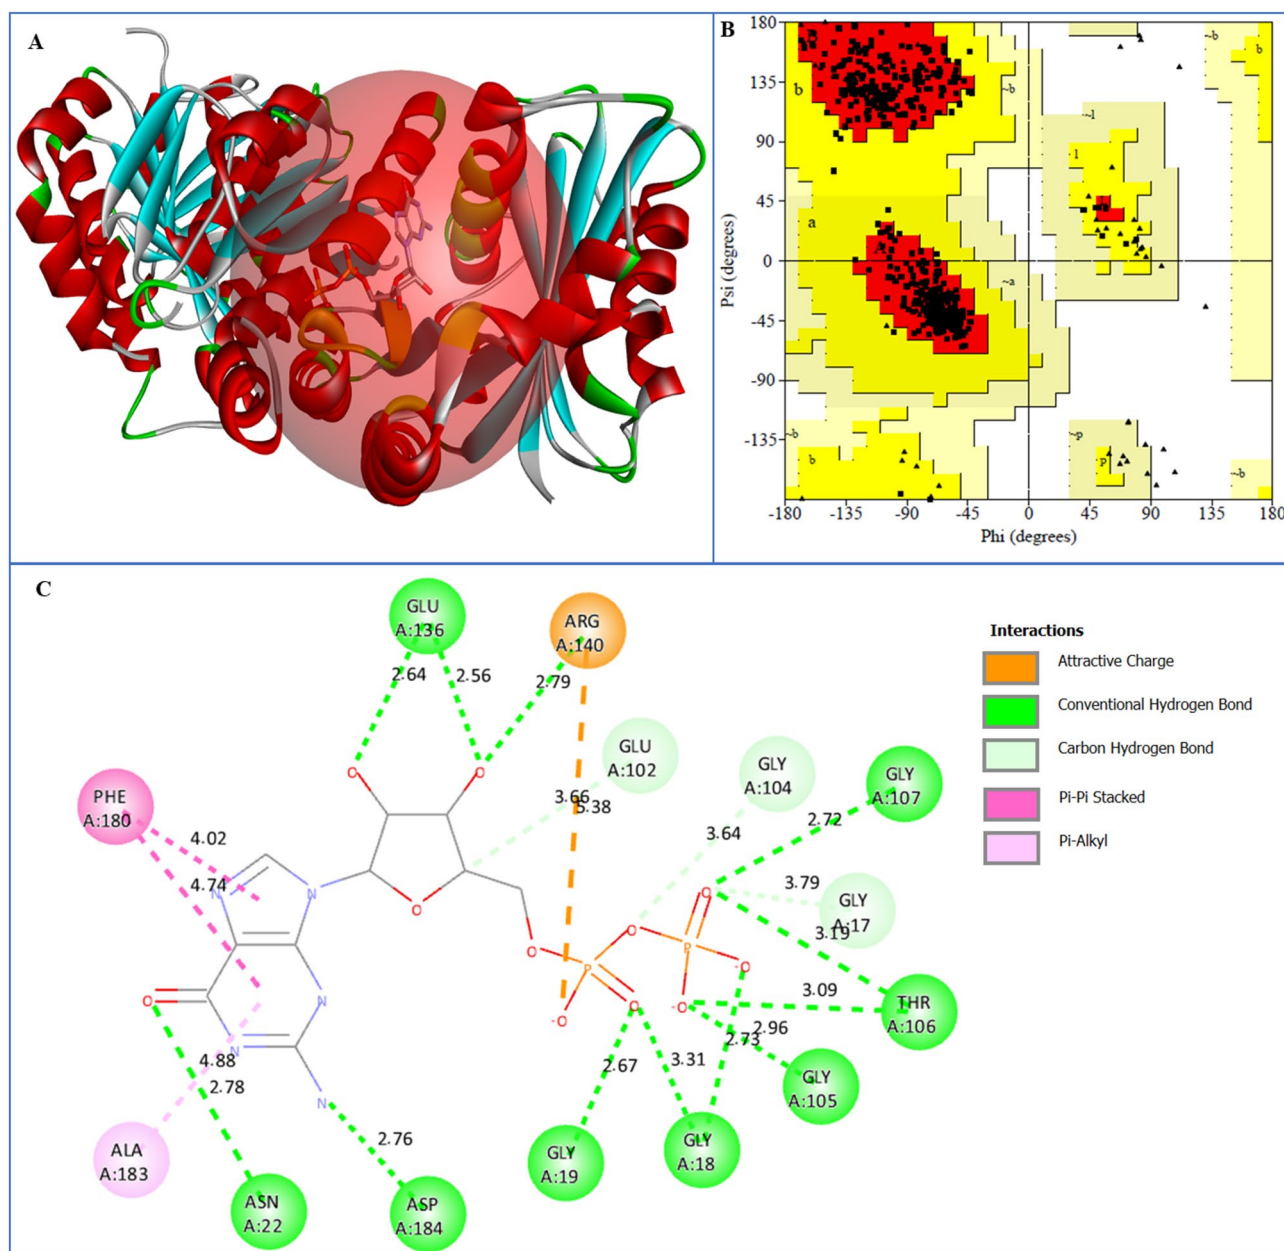 A
B
180
135
90
45
0
-45
-90
-135
-180
-135
-90
-45
0
45
90
135
180
Psi (degrees)
Phi (degrees)
B
b
~b
~b
b
~l
l
a
A
~a
~b
b
~p
p
~b
C
GLU
A:136
ARG
A:140
2.64
2.56
2.79
GLU
A:102
GLY
A:104
GLY
A:107
PHE
A:180
4.02
4.74
3.66
5.38
3.64
2.72
3.79
GLY
A:17
3.19
THR
A:106
3.09
2.96
2.73
GLY
A:105
N
N
N
N
N
O
O
O
O
O
P
O
P
O
-O
O
-O
-O
4.88
2.78
2.76
2.67
3.31
ALA
A:183
ASN
A:22
ASP
A:184
GLY
A:19
GLY
A:18
Interactions
Attractive Charge
Conventional Hydrogen Bond
Carbon Hydrogen Bond
Pi-Pi Stacked
Pi-Alkyl